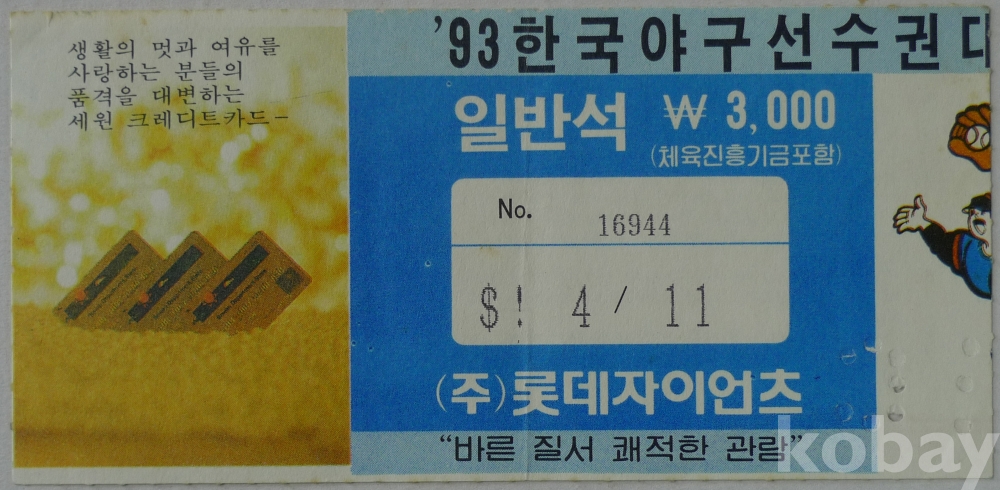 생활의 멋과 여유를
사랑하는 분들의
품격을 대변하는
세원 크레디트카드-
'93한국야구선수권대
일반석 ₩ 3,000
(체육진흥기금포함)
No. 16944
$! 4/ 11
(주)롯데자이언츠
"바른 질서 쾌적한 관람"
kobay